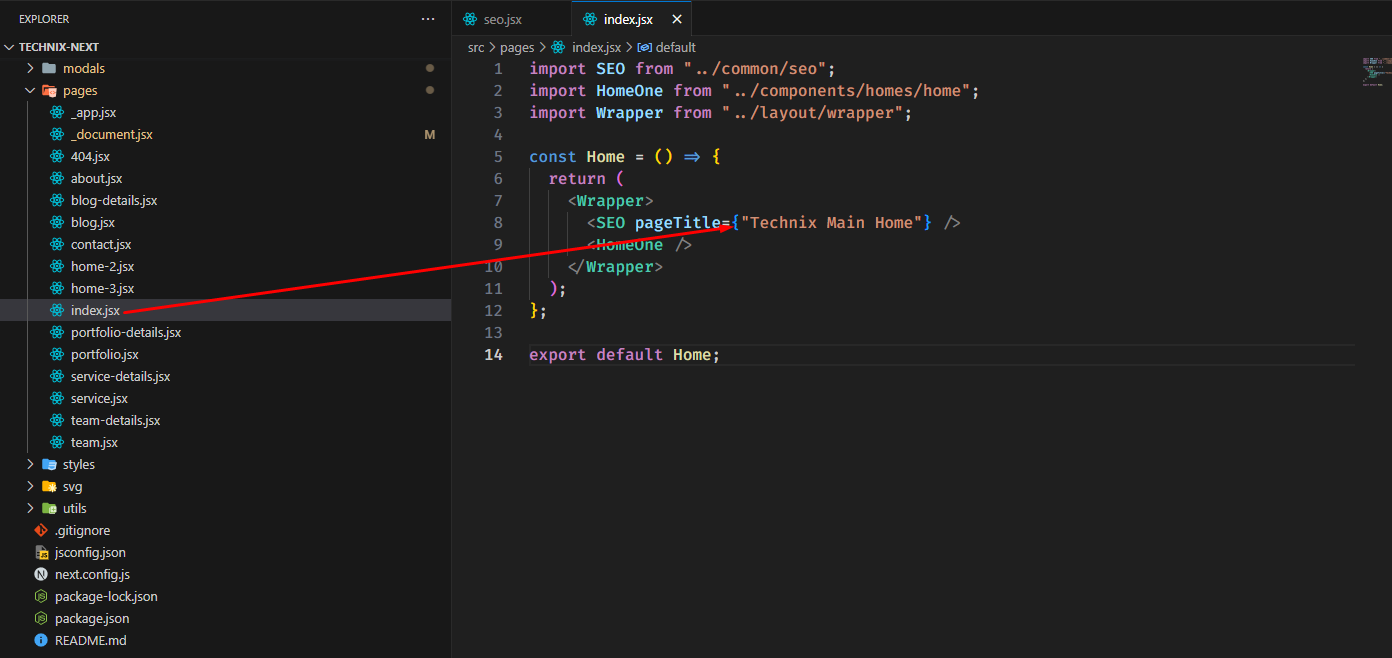 EXPLORER
TECHNIX-NEXT
modals
pages
_app.jsx
_document.jsx M
404.jsx
about.jsx
blog-details.jsx
blog.jsx
contact.jsx
home-2.jsx
home-3.jsx
index.jsx
portfolio-details.jsx
portfolio.jsx
service-details.jsx
service.jsx
team-details.jsx
team.jsx
styles
svg
utils
.gitignore
jsconfig.json
next.config.js
package-lock.json
package.json
README.md
seo.jsx index.jsx
src > pages > index.jsx > default
1 import SEO from "../common/seo";
2 import HomeOne from "../components/homes/home";
3 import Wrapper from "../layout/wrapper";
4
5 const Home = () => {
6 return (
7 <Wrapper>
8 <SEO pageTitle={"Technix Main Home"} />
9 <HomeOne />
10 </Wrapper>
11 );
12 };
13
14 export default Home;